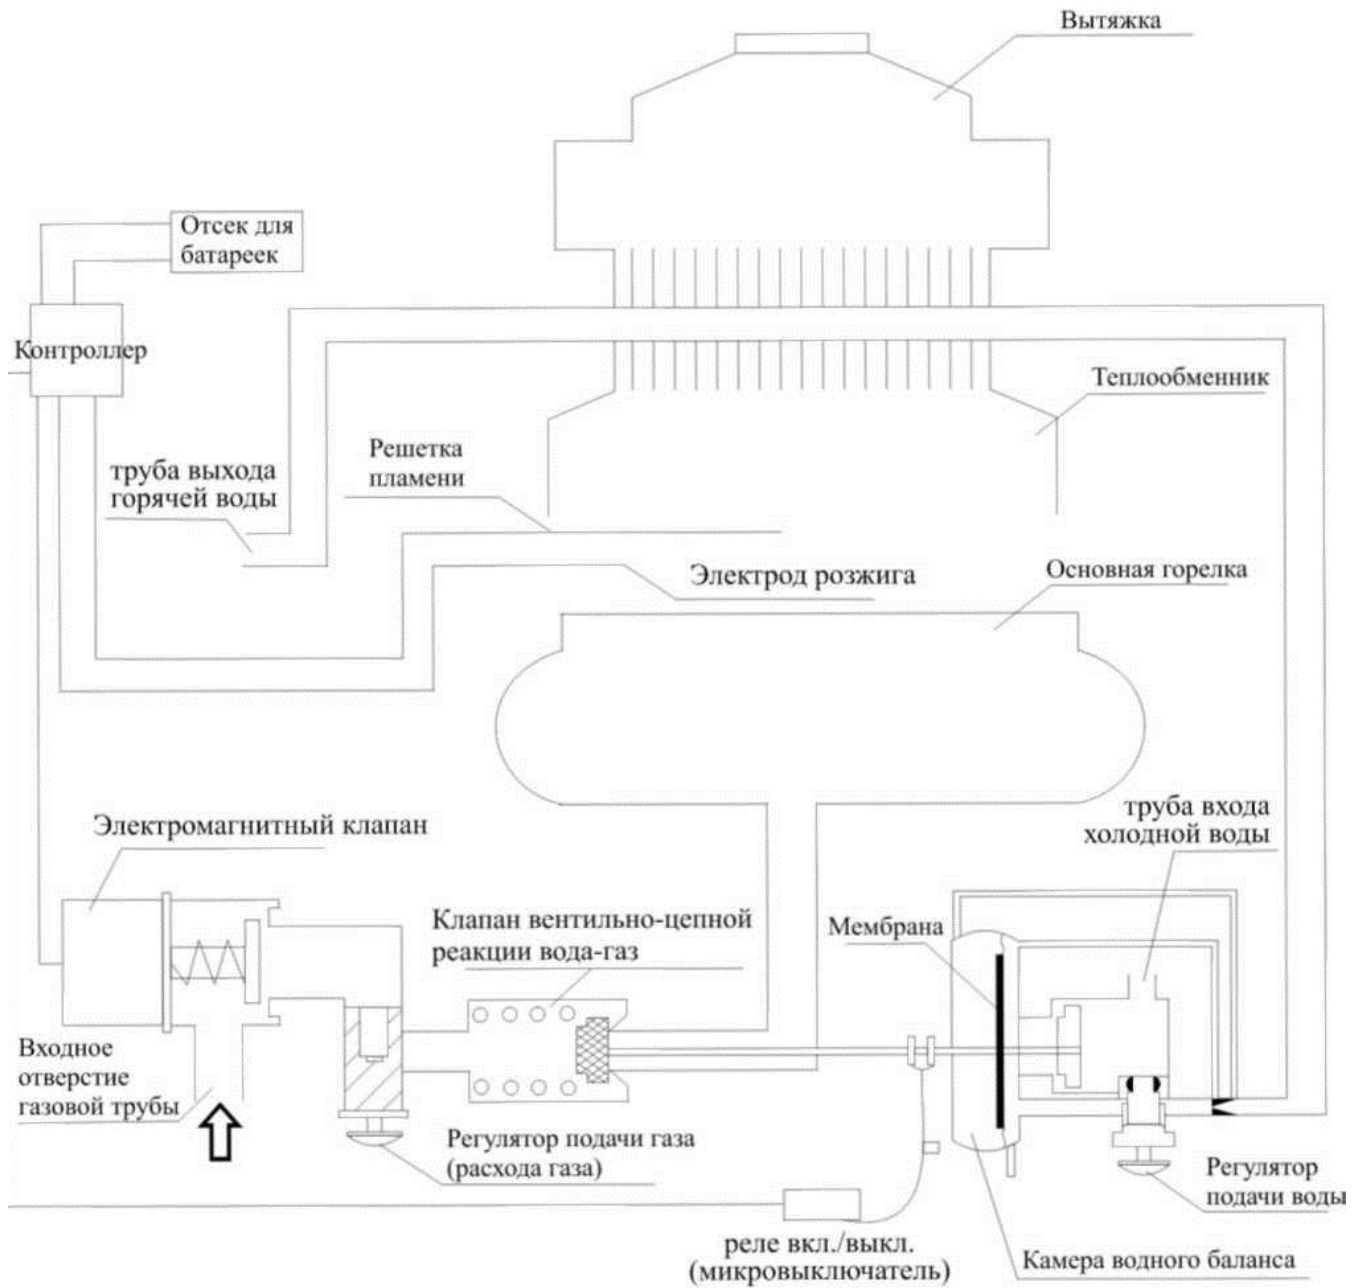 Вытяжка
Отсек для
батареек
Контроллер
Теплообменник
Решетка
пламени
труба выхода
горячей воды
Электрод розжига
Основная горелка
труба входа
холодной воды
Электромагнитный клапан
Клапан вентильно-цепной
реакции вода-газ
Мембрана
Входное
отверстие
газовой трубы
Регулятор подачи газа
(расхода газа)
Регулятор
подачи воды
реле вкл./выкл.
(микровыключатель)
Камера водного баланса